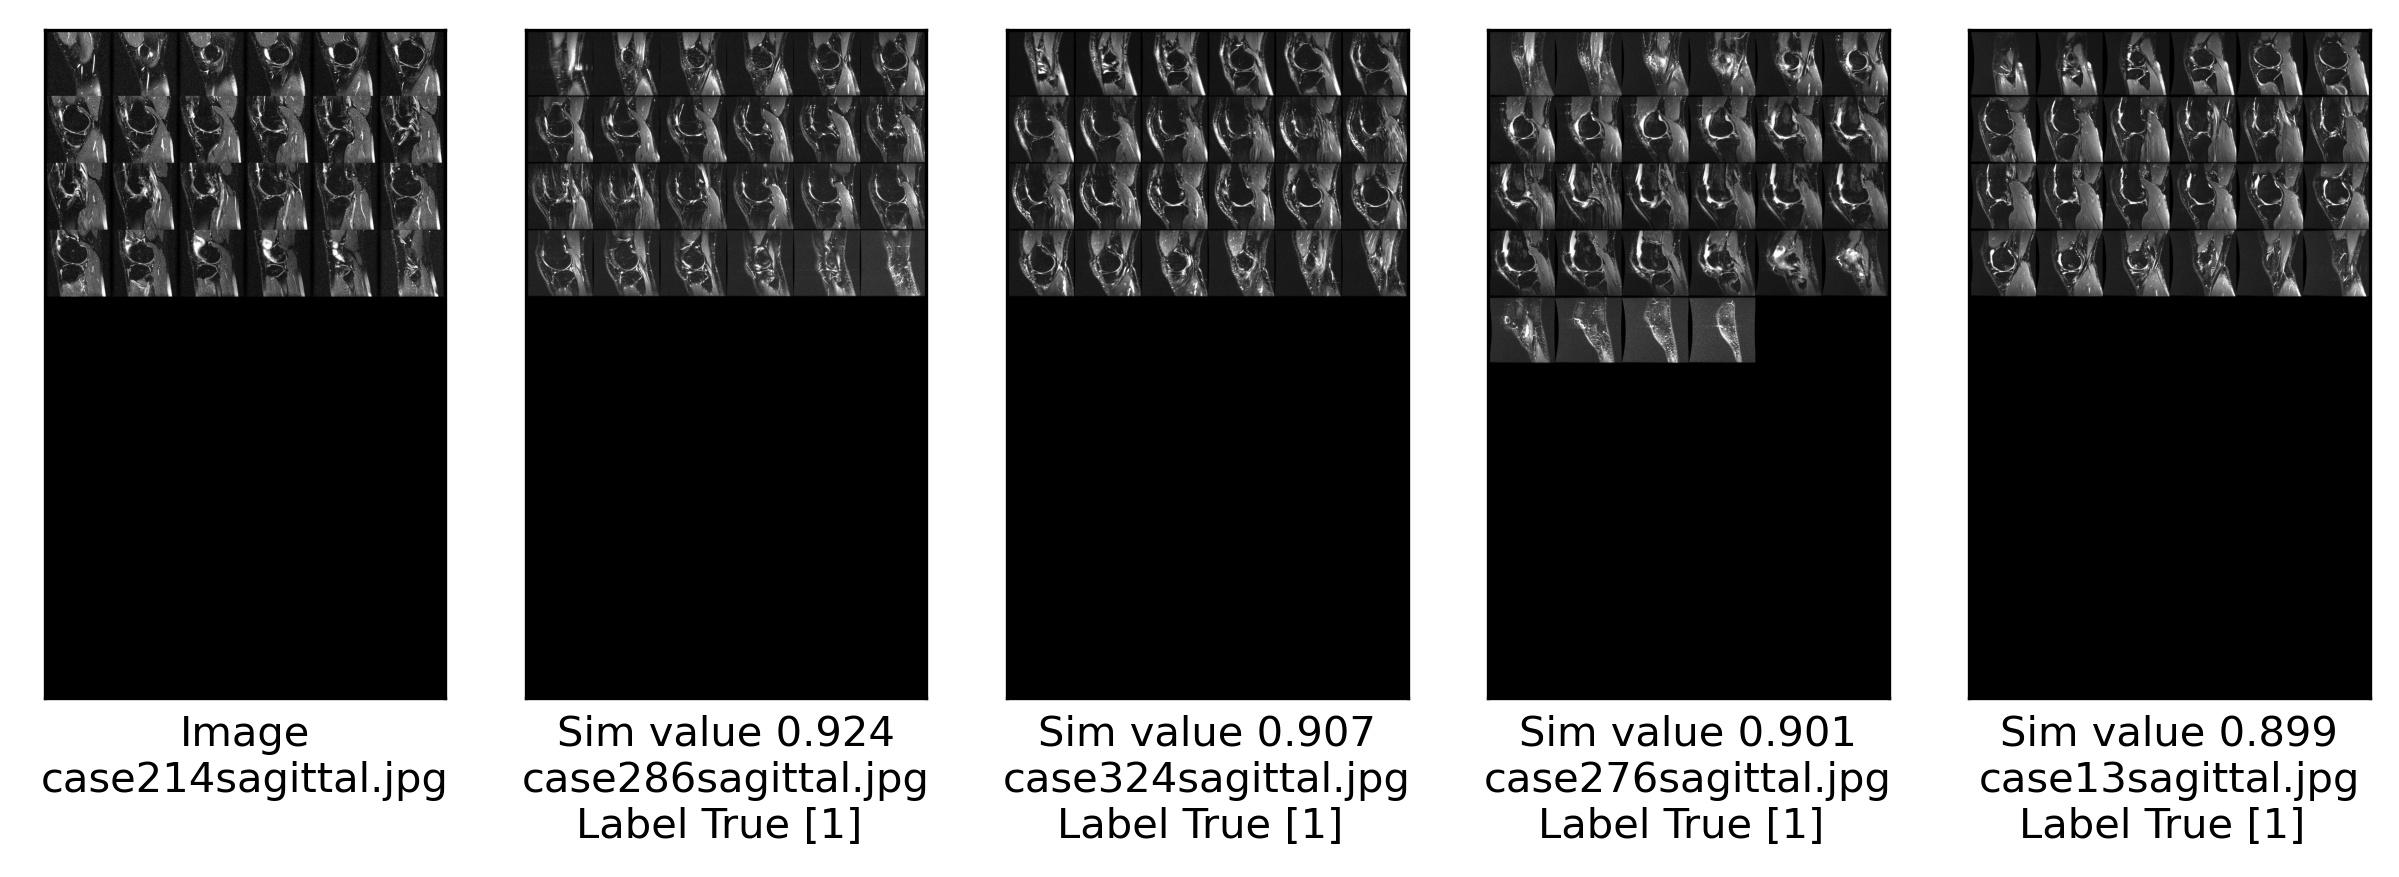 Image
case214sagittal.jpg
Sim value 0.924
case286sagittal.jpg
Label True [1]
Sim value 0.907
case324sagittal.jpg
Label True [1]
Sim value 0.901
case276sagittal.jpg
Label True [1]
Sim value 0.899
case13sagittal.jpg
Label True [1]